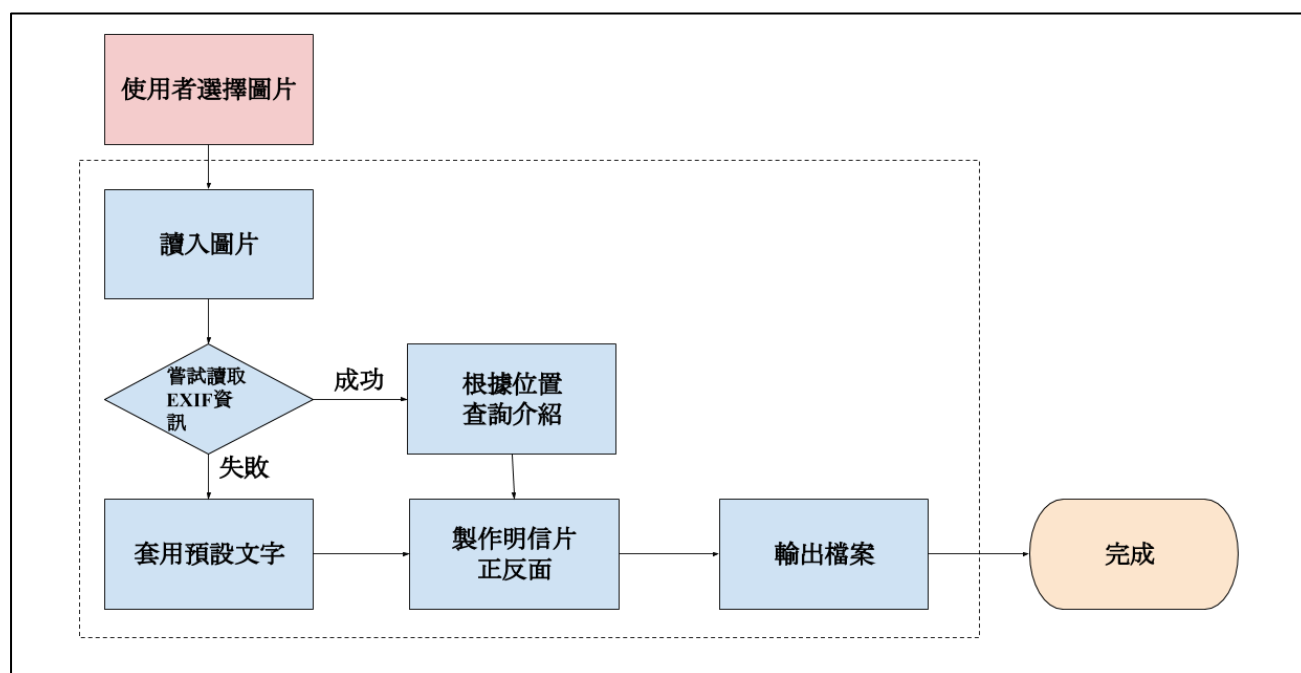 使用者選擇圖片
讀入圖片
嘗試讀取
EXIF資
訊
成功
根據位置
查詢介紹
失敗
套用預設文字
製作明信片
正反面
輸出檔案
完成